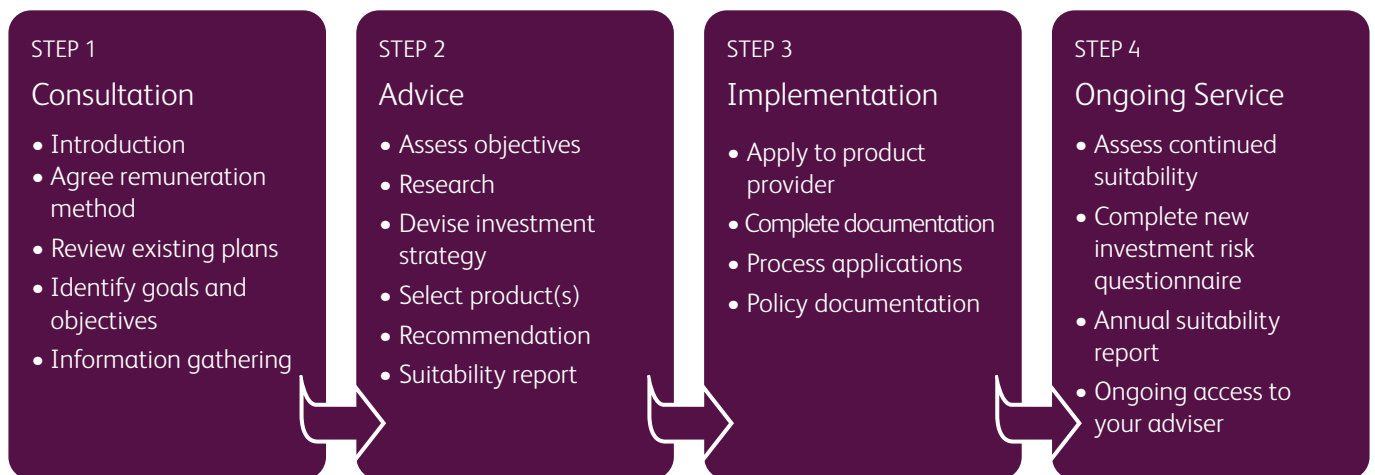 STEP 1
Consultation
• Introduction
• Agree remuneration
method
• Review existing plans
• Identify goals and
objectives
• Information gathering
STEP 2
Advice
• Assess objectives
• Research
• Devise investment
strategy
• Select product(s)
• Recommendation
• Suitability report
STEP 3
Implementation
• Apply to product
provider
• Complete documentation
• Process applications
• Policy documentation
STEP 4
Ongoing Service
• Assess continued
suitability
• Complete new
investment risk
questionnaire
• Annual suitability
report
• Ongoing access to
your adviser